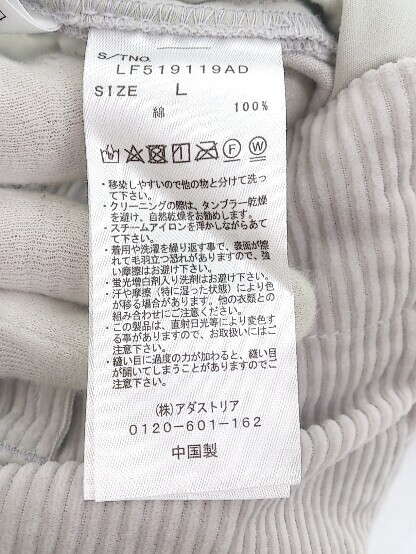 S/TNO.
LF519119AD
SIZE L
綿 100%
・移染しやすいので他の物と分けて洗っ
て下さい。
・クリーニングの際は、タンブラー乾燥
を避け、自然乾燥をお勧めします。
・スチームアイロンを浮かしながらあて
て下さい。
・着用や洗濯を繰り返す事で、表面が擦
れて毛羽立つ恐れがありますので、強
い摩擦はお避け下さい。
・蛍光増白剤入り洗剤はお避け下さい。
・汗や摩擦（特に湿った状態）により色
が移る場合があります。他の衣類との
組み合わせにご注意ください。
・この製品は、直射日光等により変色す
る事がありますので、お取扱いにはご
注意下さい。
・縫い目に過度の力が加わると、縫い目
が開いてしまうことがありますのでご
注意下さい。
(株)アダストリア
0120-601-162
中国製